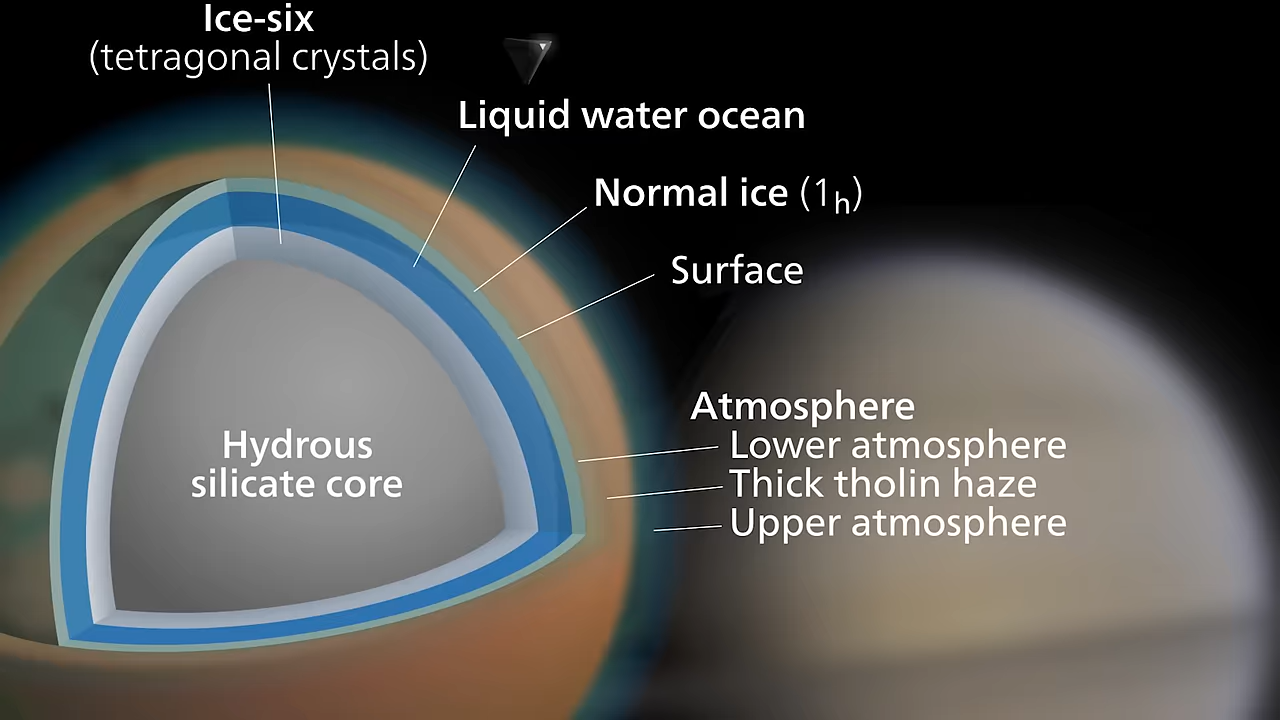 Ice-six
(tetragonal crystals)
Liquid water ocean
Normal ice (1h)
Surface
Atmosphere
Lower atmosphere
Thick tholin haze
Upper atmosphere
Hydrous
silicate core